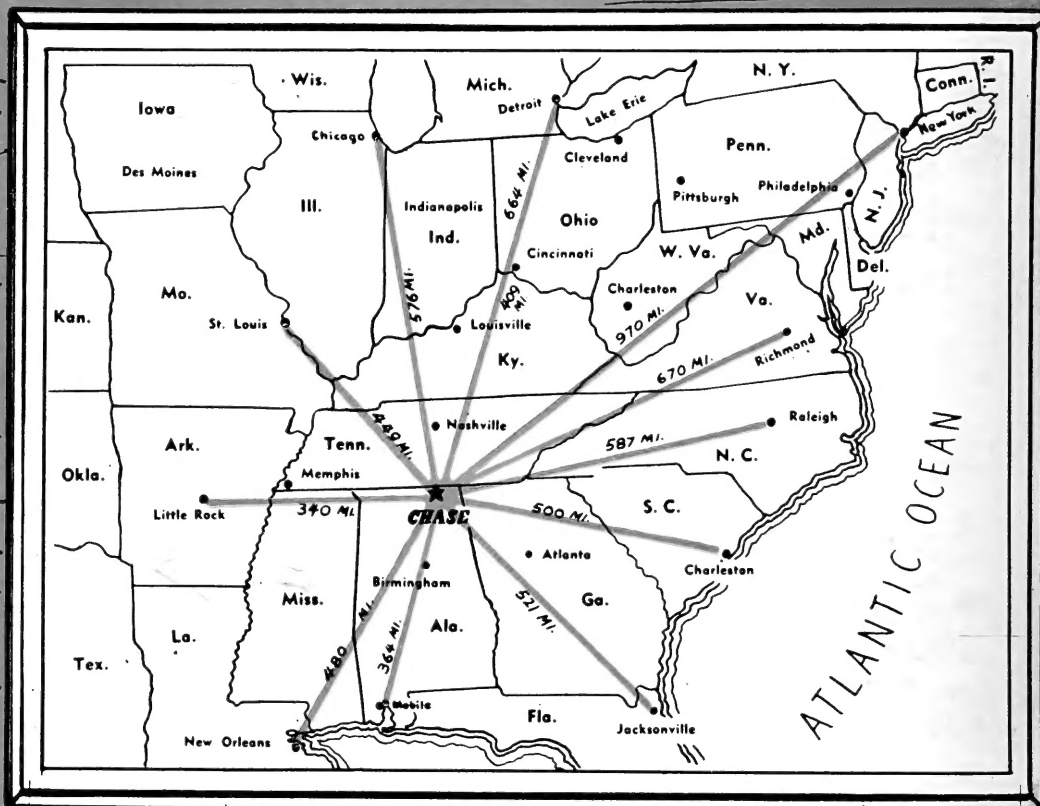 Wis.
Mich.
N. Y.
Conn.
R. I.
Iowa
Detroit
Lake Erie
New York
Chicago
Cleveland
Penn.
Des Moines
Pittsburgh
Philadelphia
N. J.
Ill.
Indianapolis
Ind.
664 MI.
Ohio
Md.
Cincinnati
W. Va.
Del.
Mo.
576 MI.
409 MI.
Charleston
Va.
Kan.
St. Louis
Louisville
970 MI.
Richmond
Ky.
670 MI.
449 MI.
Nashville
Raleigh
Ark.
Tenn.
587 MI.
N. C.
Okla.
Memphis
Little Rock
340 MI.
CHASE
500 MI.
S. C.
ATLANTIC OCEAN
Atlanta
Charleston
Birmingham
Miss.
521 MI.
Ga.
La.
480 MI.
364 MI.
Ala.
Tex.
Mobile
Fla.
Jacksonville
New Orleans